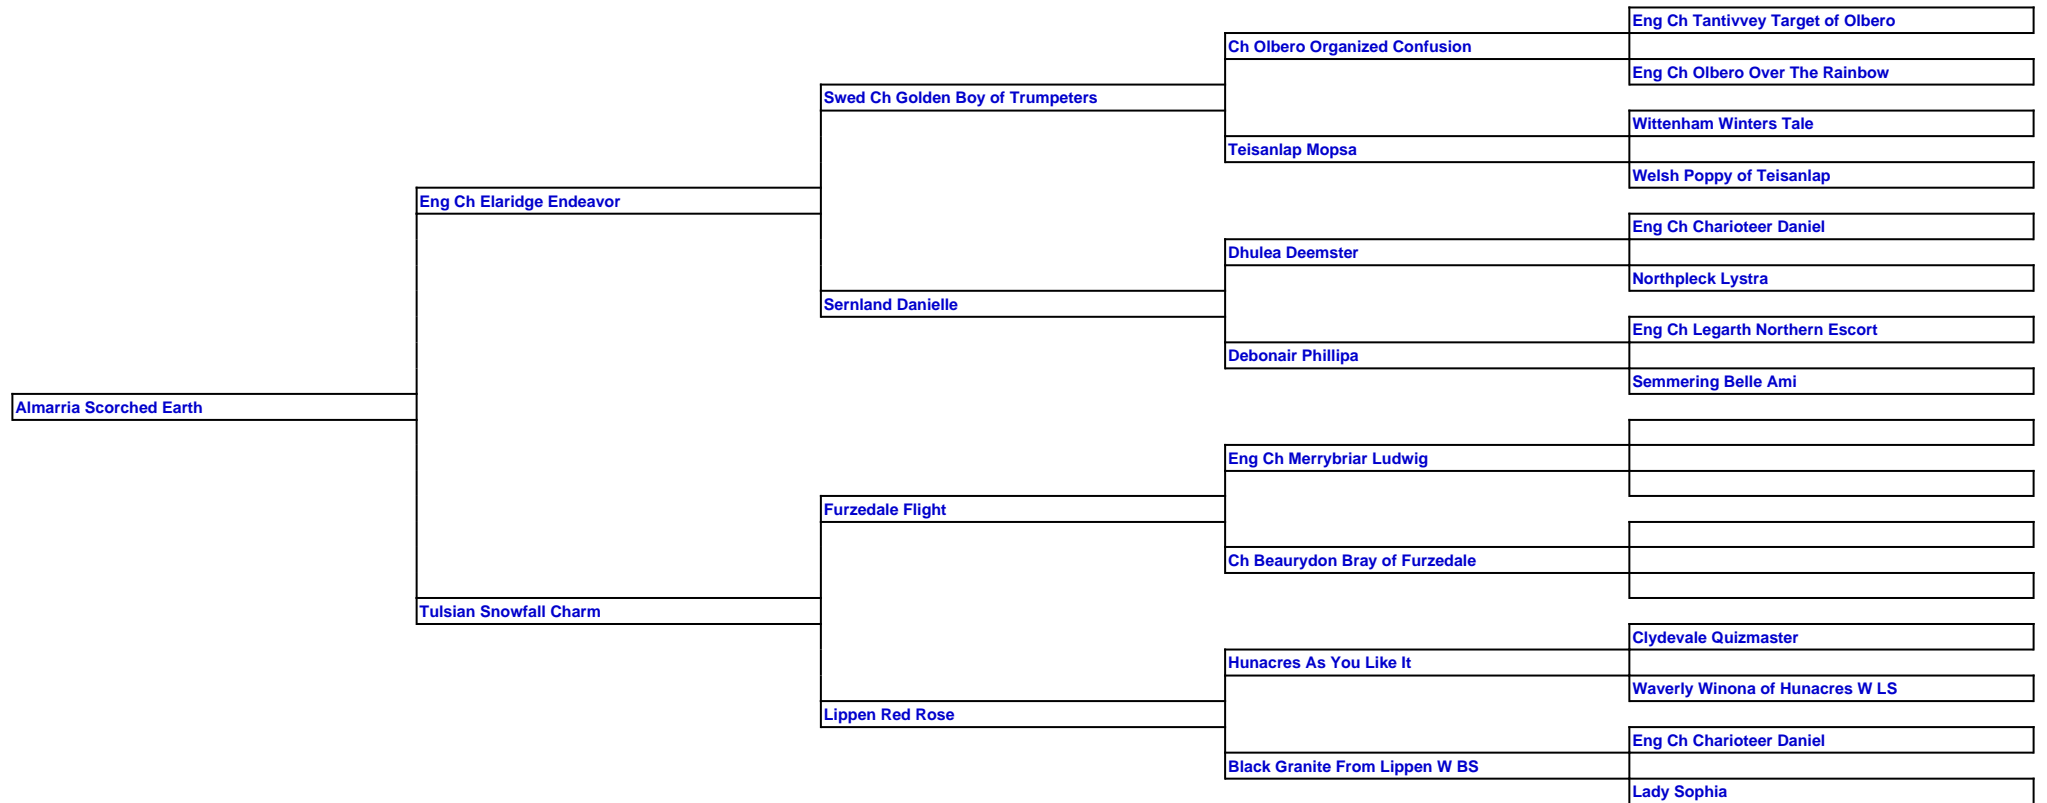 Eng Ch Tantivvey Target of Olbero
Ch Olbero Organized Confusion
Eng Ch Olbero Over The Rainbow
Swed Ch Golden Boy of Trumpeters
Wittenham Winters Tale
Teisanlap Mopsa
Welsh Poppy of Teisanlap
Eng Ch Elaridge Endeavor
Eng Ch Charioteer Daniel
Dhulea Deemster
Northpleck Lystra
Sernland Danielle
Eng Ch Legarth Northern Escort
Debonair Phillipa
Semmering Belle Ami
Almarria Scorched Earth
Eng Ch Merrybriar Ludwig
Furzedale Flight
Ch Beaurydon Bray of Furzedale
Tulsian Snowfall Charm
Clydevale Quizmaster
Hunacres As You Like It
Waverly Winona of Hunacres W LS
Lippen Red Rose
Eng Ch Charioteer Daniel
Black Granite From Lippen W BS
Lady Sophia